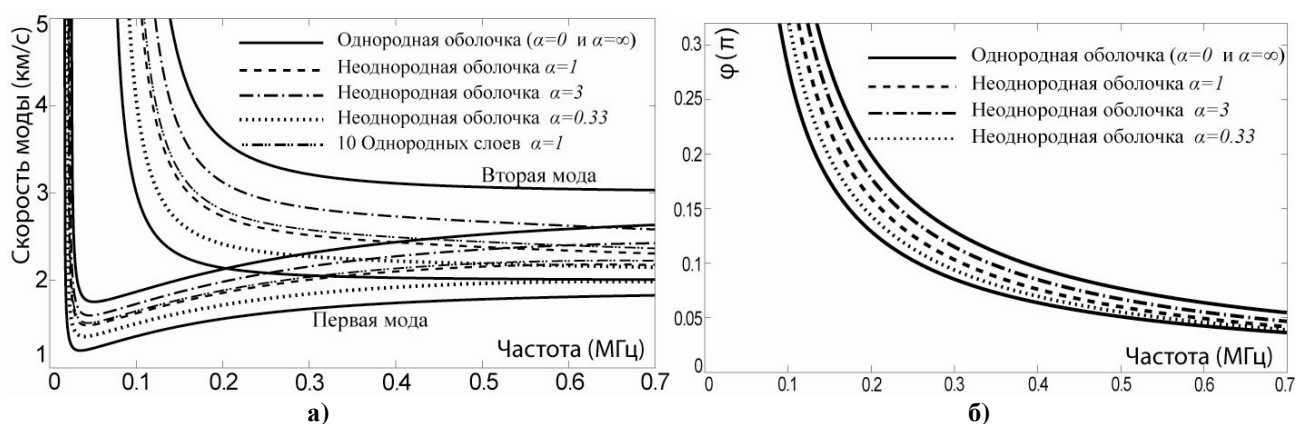 Скорость моды (км/с)
5
4
3
2
1
0
0.1
0.2
0.3
0.4
0.5
0.6
0.7
Частота (МГц)
Однородная оболочка (α=0 и α=∞)
Неоднородная оболочка α=1
Неоднородная оболочка α=3
Неоднородная оболочка α=0.33
10 Однородных слоев α=1
Вторая мода
Первая мода
а)
φ (π)
0.3
0.25
0.2
0.15
0.1
0.05
0
0
0.1
0.2
0.3
0.4
0.5
0.6
0.7
Частота (МГц)
Однородная оболочка (α=0 и α=∞)
Неоднородная оболочка α=1
Неоднородная оболочка α=3
Неоднородная оболочка α=0.33
б)